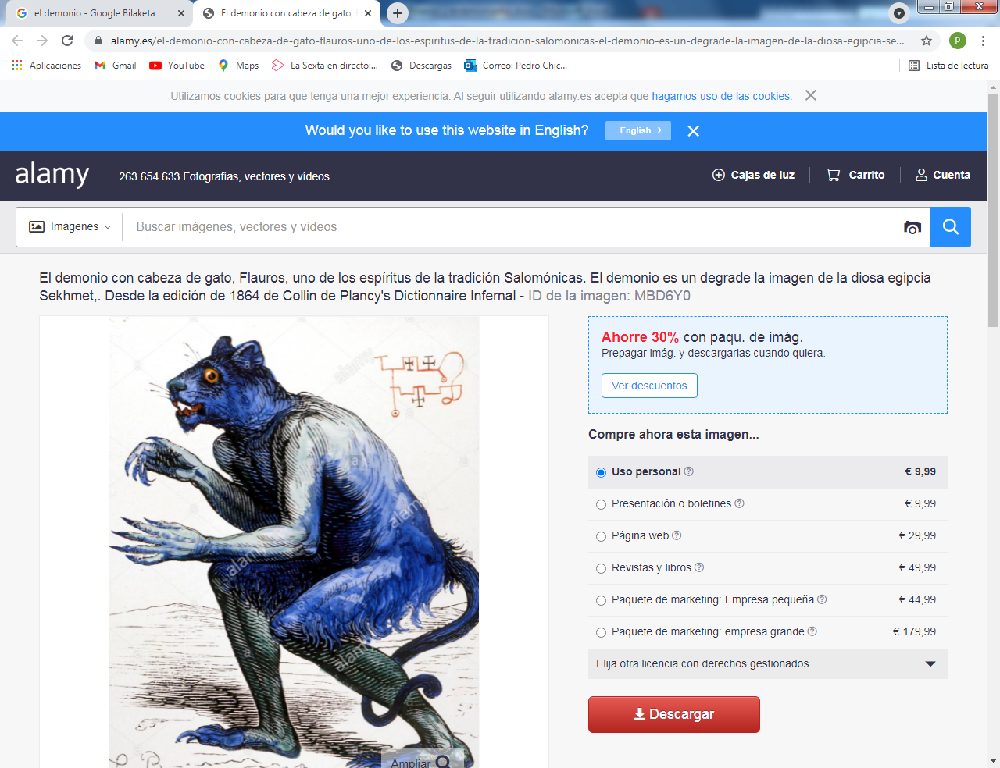 el demonio - Google Bilaketa
El demonio con cabeza de gato,
alamy.es/el-demonio-con-cabeza-de-gato-flauros-uno-de-los-espiritus-de-la-tradicion-salomonicas-el-demonio-es-un-degrade-la-imagen-de-la-diosa-egipcia-se...
P
Aplicaciones
Gmail
YouTube
Maps
La Sexta en directo:...
Descargas
Correo: Pedro Chic...
Lista de lectura
Utilizamos cookies para que tenga una mejor experiencia. Al seguir utilizando alamy.es acepta que hagamos uso de las cookies.
Would you like to use this website in English?
English
alamy
263.654.633 Fotografías, vectores y vídeos
Cajas de luz
Carrito
Cuenta
Imágenes
Buscar imágenes, vectores y vídeos
El demonio con cabeza de gato, Flauros, uno de los espíritus de la tradición Salomónicas. El demonio es un degrade la imagen de la diosa egipcia
Sekhmet,. Desde la edición de 1864 de Collin de Plancy's Dictionnaire Infernal - ID de la imagen: MBD6Y0
alamy
a
alamy
alamy
alamy
Ampliar
Ahorre 30% con paqu. de imág.
Prepagar imág. y descargarlas cuando quiera.
Ver descuentos
Compre ahora esta imagen...
Uso personal € 9,99
Presentación o boletines € 9,99
Página web € 29,99
Revistas y libros € 49,99
Paquete de marketing: Empresa pequeña € 44,99
Paquete de marketing: empresa grande € 179,99
Elija otra licencia con derechos gestionados
Descargar